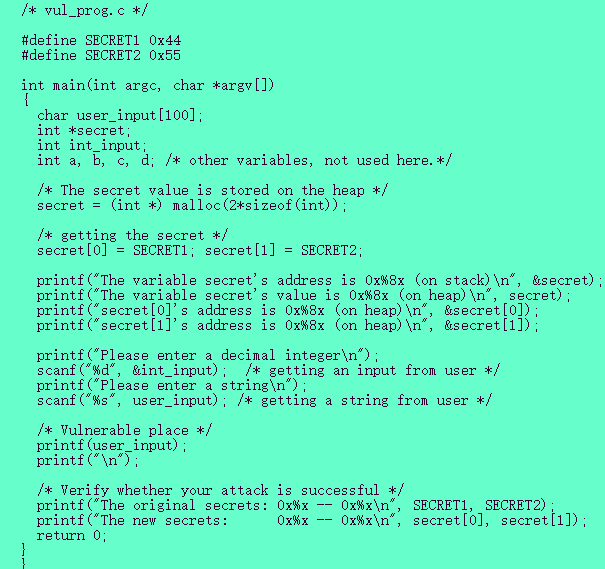 /* vul_prog.c */
#define SECRET1 0x44
#define SECRET2 0x55
int main(int argc, char *argv[])
{
char user_input[100];
int *secret;
int int_input;
int a, b, c, d; /* other variables, not used here.*/
/* The secret value is stored on the heap */
secret = (int *) malloc(2*sizeof(int));
/* getting the secret */
secret[0] = SECRET1; secret[1] = SECRET2;
printf("The variable secret's address is 0x%8x (on stack)\n", &secret);
printf("The variable secret's value is 0x%8x (on heap)\n", secret);
printf("secret[0]'s address is 0x%8x (on heap)\n", &secret[0]);
printf("secret[1]'s address is 0x%8x (on heap)\n", &secret[1]);
printf("Please enter a decimal integer\n");
scanf("%d", &int_input); /* getting an input from user */
printf("Please enter a string\n");
scanf("%s", user_input); /* getting a string from user */
/* Vulnerable place */
printf(user_input);
printf("\n");
/* Verify whether your attack is successful */
printf("The original secrets: 0x%x -- 0x%x\n", SECRET1, SECRET2);
printf("The new secrets:      0x%x -- 0x%x\n", secret[0], secret[1]);
return 0;
}
}